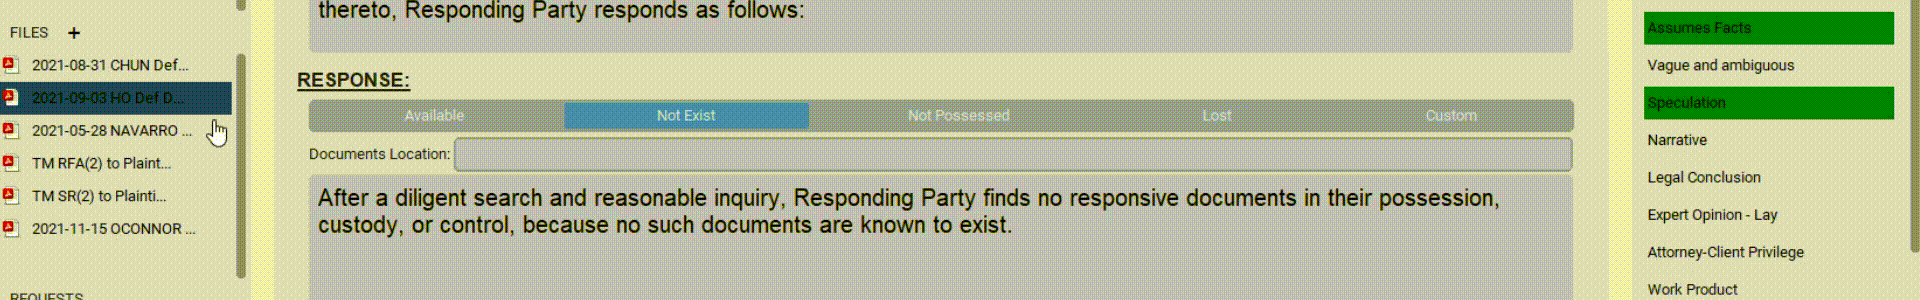 FILES +
2021-08-31 CHUN Def...
2021-09-03 HO Def D...
2021-05-28 NAVARRO ...
TM RFA(2) to Plaint...
TM SR(2) to Plainti...
2021-11-15 OCONNOR ...
REQUESTS
thereto, Responding Party responds as follows:
RESPONSE:
Available Not Exist Not Possessed Lost Custom
Documents Location:
After a diligent search and reasonable inquiry, Responding Party finds no responsive documents in their possession,
custody, or control, because no such documents are known to exist.
Assumes Facts
Vague and ambiguous
Speculation
Narrative
Legal Conclusion
Expert Opinion - Lay
Attorney-Client Privilege
Work Product